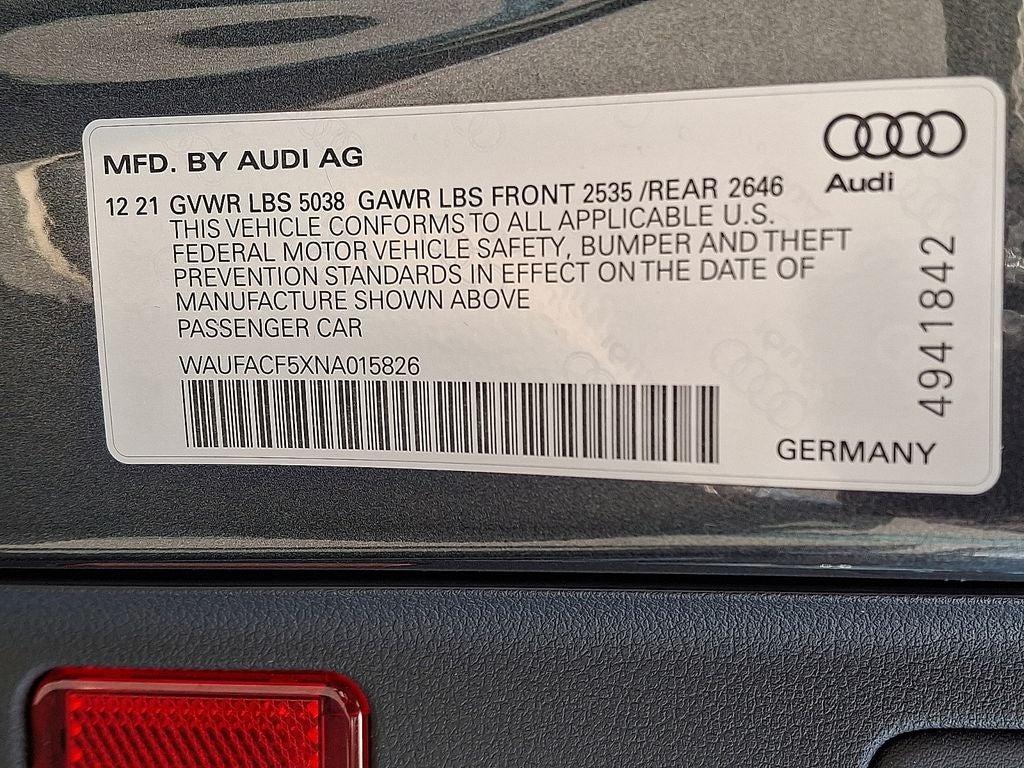 MFD. BY AUDI AG
Audi
12 21 GVWR LBS 5038 GAWR LBS FRONT 2535 /REAR 2646
THIS VEHICLE CONFORMS TO ALL APPLICABLE U.S.
FEDERAL MOTOR VEHICLE SAFETY, BUMPER AND THEFT
PREVENTION STANDARDS IN EFFECT ON THE DATE OF
MANUFACTURE SHOWN ABOVE
PASSENGER CAR
WAUFACF5XNA015826
4941842
GERMANY